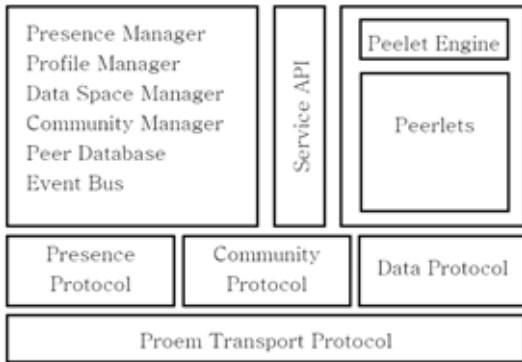 Presence Manager
Profile Manager
Data Space Manager
Community Manager
Peer Database
Event Bus
Service API
Peelet Engine
Peerlets
Presence
Protocol
Community
Protocol
Data Protocol
Proem Transport Protocol